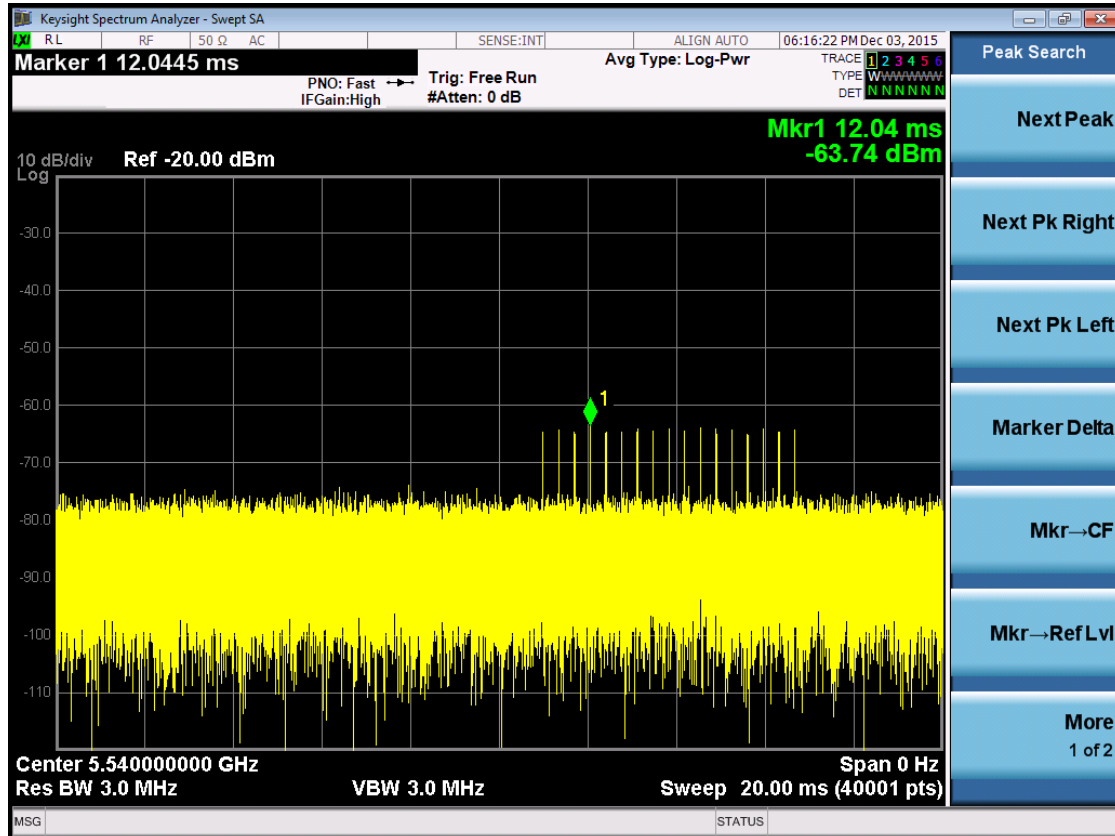 Keysight Spectrum Analyzer - Swept SA
LXI RL RF 50 Ω AC SENSE:INT ALIGN AUTO 06:16:22 PM Dec 03, 2015
Marker 1 12.0445 ms
PNO: Fast
IFGain:High
Trig: Free Run
#Atten: 0 dB
Avg Type: Log-Pwr
TRACE 1 2 3 4 5 6
TYPE WWWWWW
DET N N N N N N
Mkr1 12.04 ms
-63.74 dBm
10 dB/div Ref -20.00 dBm
Log
-30.0
-40.0
-50.0
-60.0
1
-70.0
-80.0
-90.0
-100
-110
Center 5.540000000 GHz Span 0 Hz
Res BW 3.0 MHz VBW 3.0 MHz Sweep 20.00 ms (40001 pts)
MSG STATUS
Peak Search
Next Peak
Next Pk Right
Next Pk Left
Marker Delta
Mkr→CF
Mkr→Ref Lvl
More
1 of 2